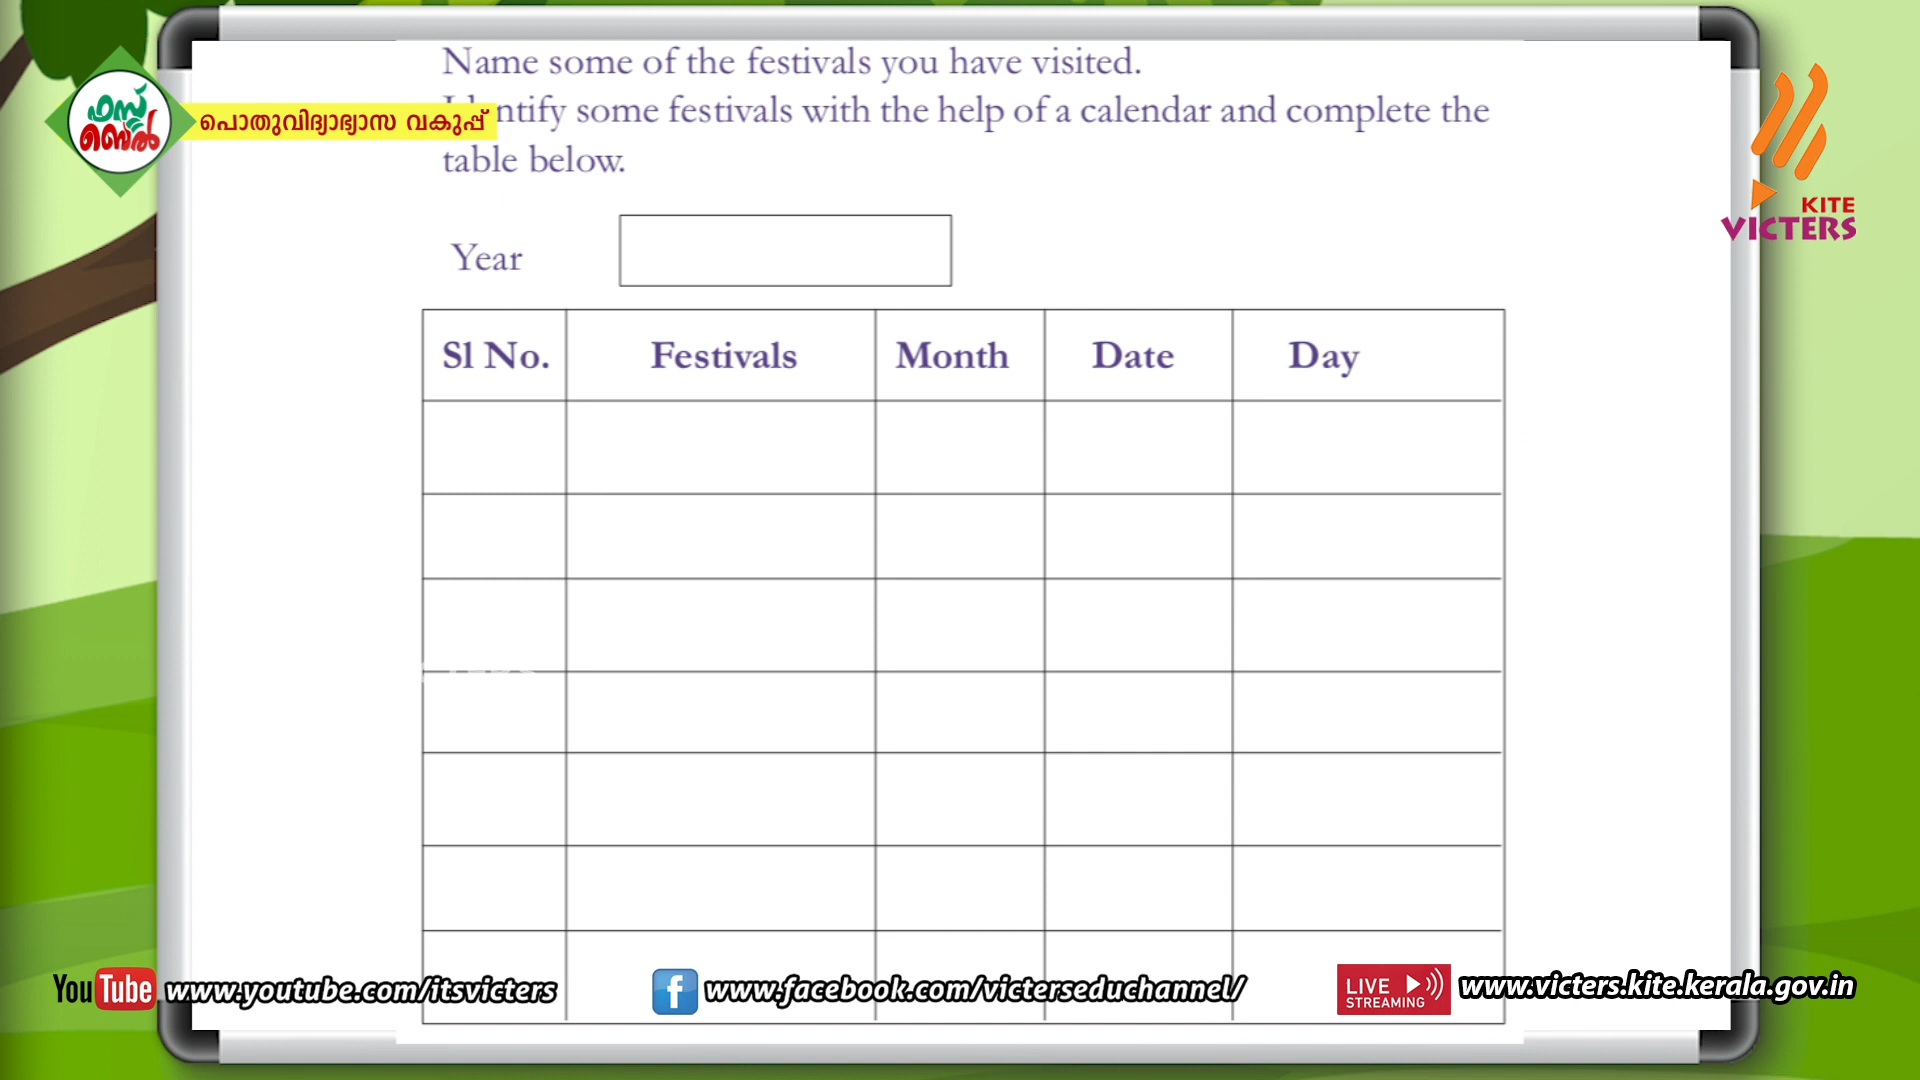 Name some of the festivals you have visited.
ntify some festivals with the help of a calendar and complete the
table below.
ഫസ്റ്റ്
ബെൽ
പൊതുവിദ്യാഭ്യാസ വകുപ്പ്
KITE
VICTERS
Year
Sl No. Festivals Month Date Day
YouTube www.youtube.com/itsvicters
f www.facebook.com/victerseduchannel/
LIVE
STREAMING
www.victers.kite.kerala.gov.in